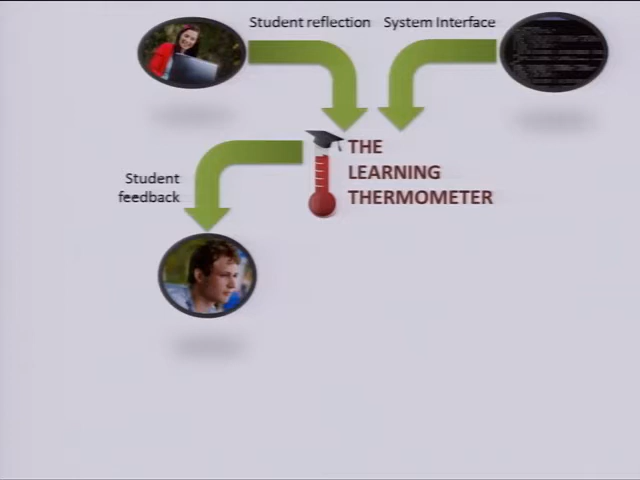 Student reflection
System Interface
THE
LEARNING
THERMOMETER
Student
feedback